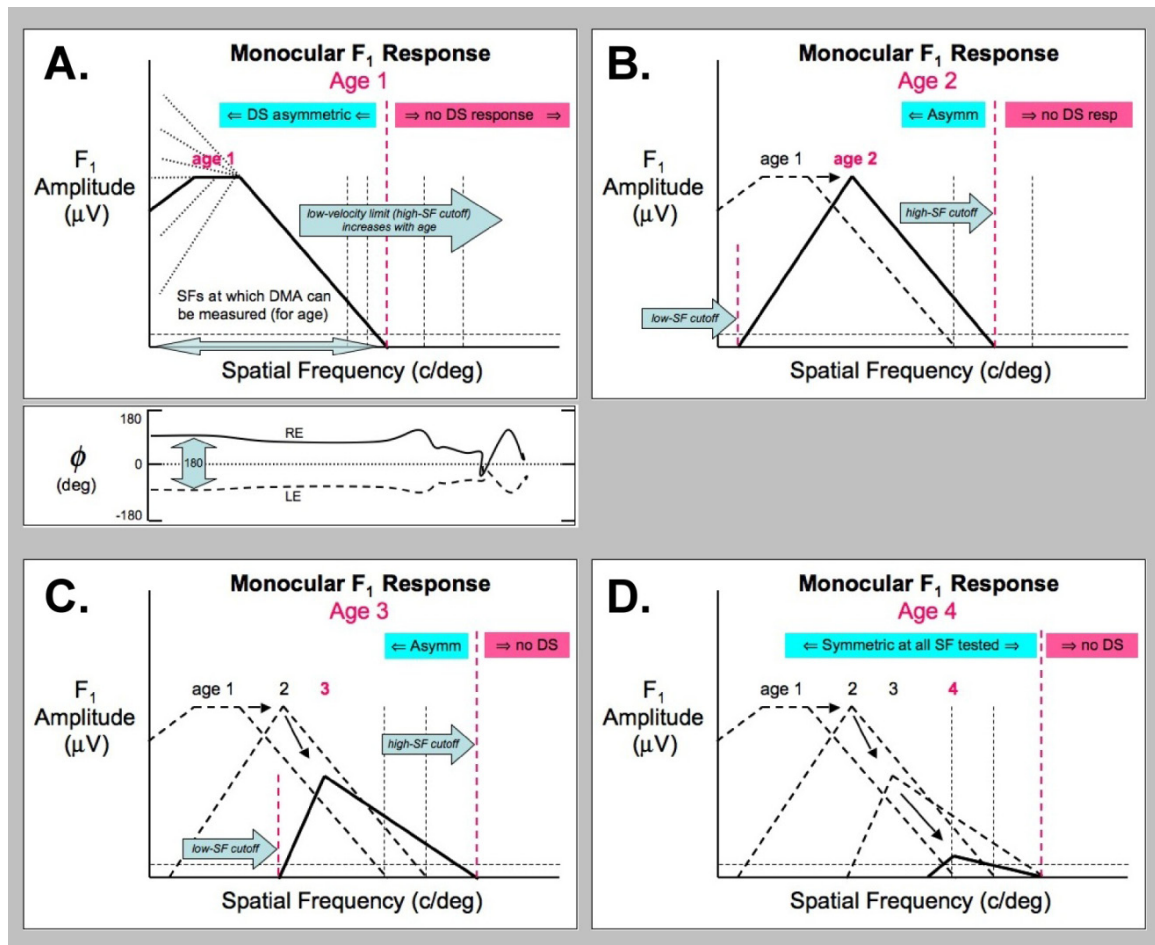 A.
Monocular F₁ Response
Age 1
⇐ DS asymmetric ⇐
⇒ no DS response ⇒
F₁
Amplitude
(μV)
age 1
low-velocity limit (high-SF cutoff)
increases with age
SFs at which DMA can
be measured (for age)
Spatial Frequency (c/deg)
ϕ
(deg)
180
0
-180
RE
180
LE
B.
Monocular F₁ Response
Age 2
⇐ Asymm
⇒ no DS resp
F₁
Amplitude
(μV)
age 1
age 2
high-SF cutoff
low-SF cutoff
Spatial Frequency (c/deg)
C.
Monocular F₁ Response
Age 3
⇐ Asymm
⇒ no DS
F₁
Amplitude
(μV)
age 1
2
3
high-SF cutoff
low-SF cutoff
Spatial Frequency (c/deg)
D.
Monocular F₁ Response
Age 4
⇐ Symmetric at all SF tested ⇒
⇒ no DS
F₁
Amplitude
(μV)
age 1
2
3
4
Spatial Frequency (c/deg)